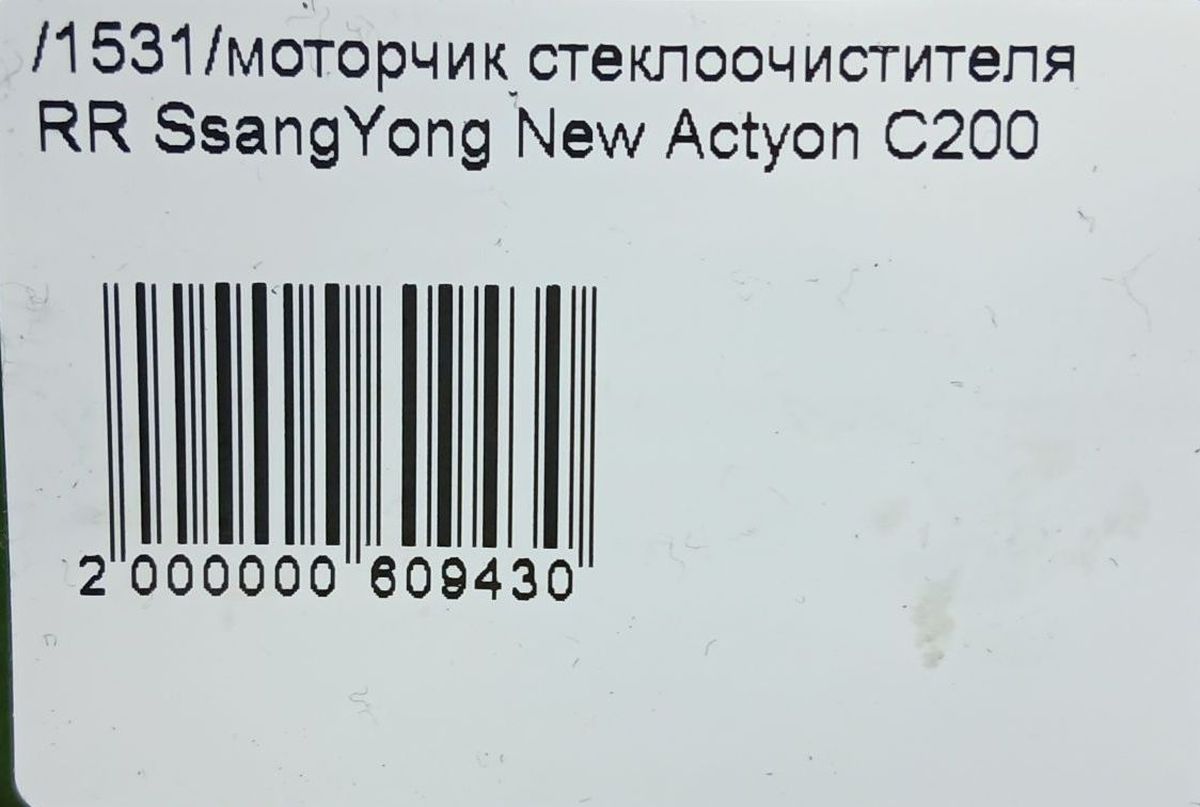 /1531/моторчик стеклоочистителя
RR SsangYong New Actyon C200
2 000000 609430